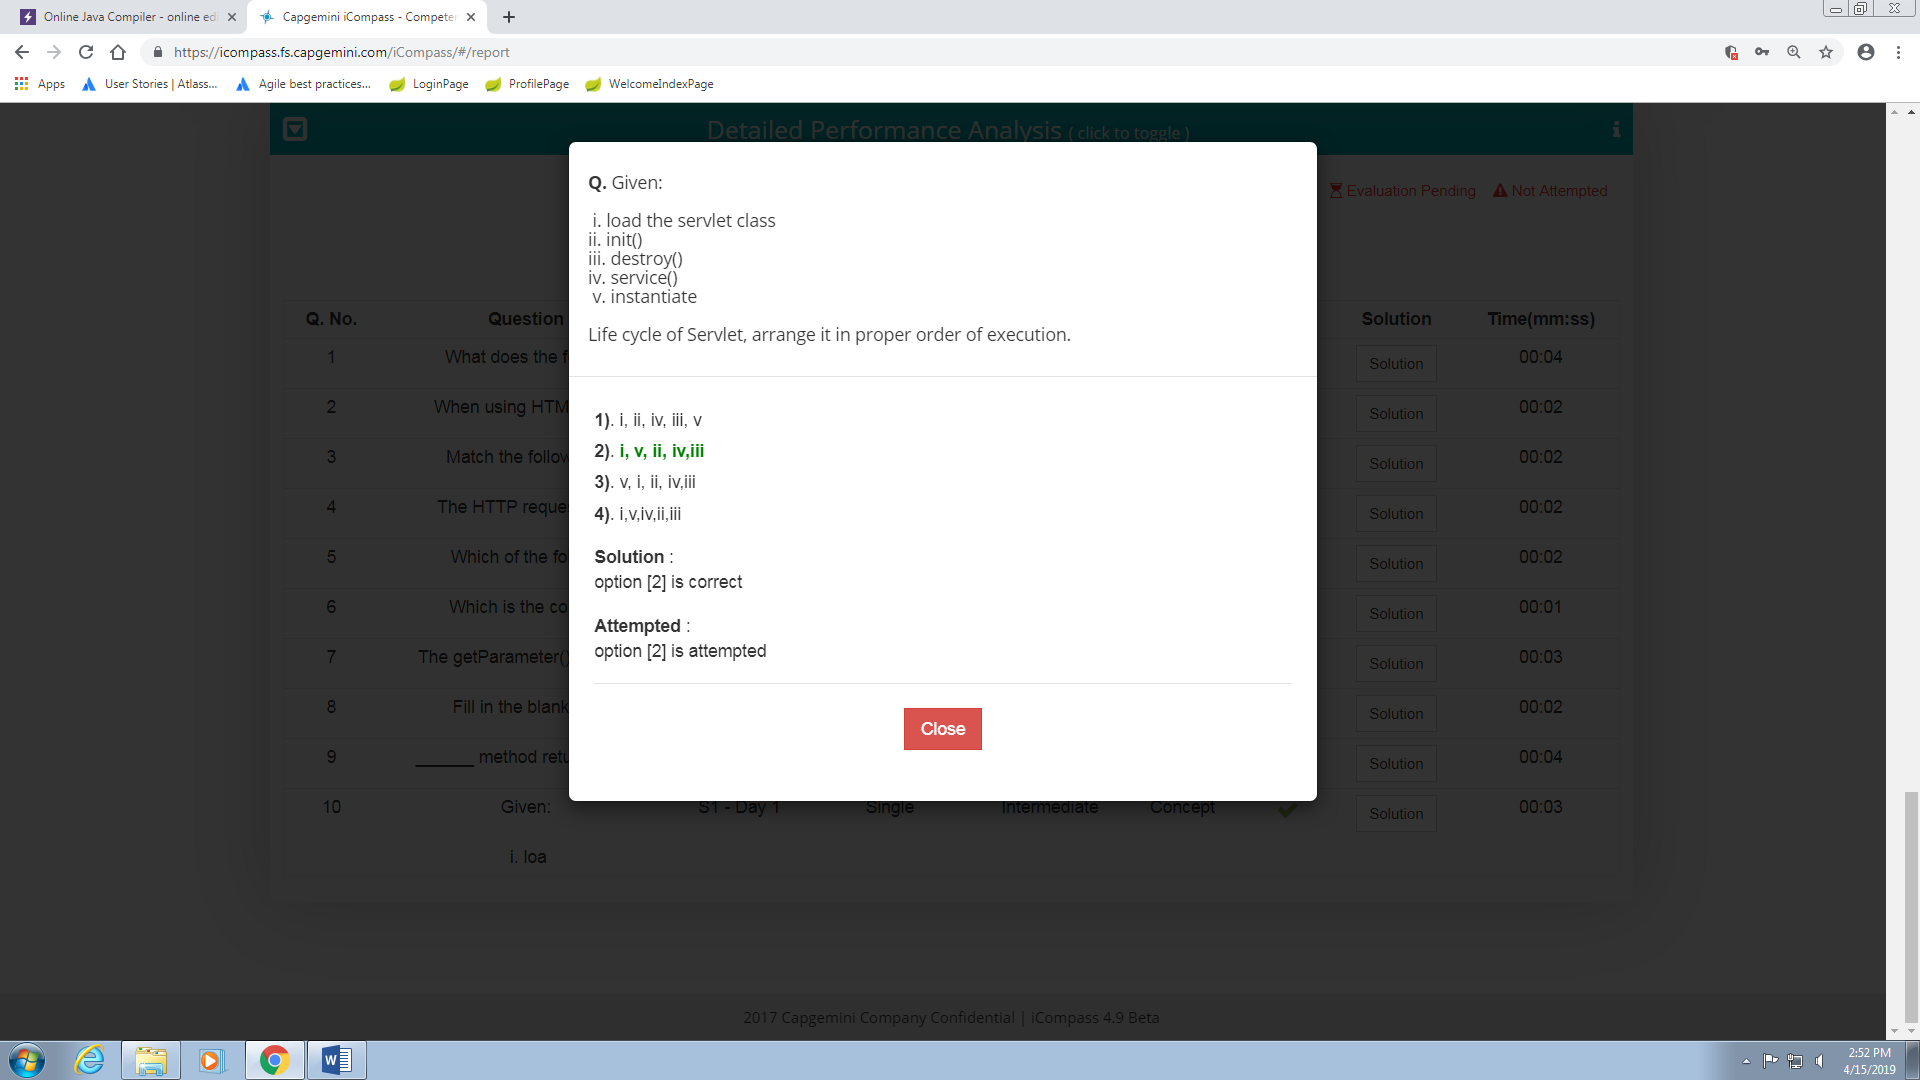 Online Java Compiler - online edi
Capgemini iCompass - Competen
https://icompass.fs.capgemini.com/iCompass/#/report
Apps
User Stories | Atlass...
Agile best practices...
LoginPage
ProfilePage
WelcomeIndexPage
Detailed Performance Analysis ( click to toggle )
Evaluation Pending
Not Attempted
Q. Given:
i. load the servlet class
ii. init()
iii. destroy()
iv. service()
v. instantiate
Life cycle of Servlet, arrange it in proper order of execution.
1). i, ii, iv, iii, v
2). i, v, ii, iv,iii
3). v, i, ii, iv,iii
4). i,v,iv,ii,iii
Solution :
option [2] is correct
Attempted :
option [2] is attempted
Close
Q. No. Question Solution Time(mm:ss)
1 What does the f Solution 00:04
2 When using HTM Solution 00:02
3 Match the follow Solution 00:02
4 The HTTP reque Solution 00:02
5 Which of the fo Solution 00:02
6 Which is the co Solution 00:01
7 The getParameter() Solution 00:03
8 Fill in the blank Solution 00:02
9 ______ method retu Solution 00:04
10 Given: S1 - Day 1 Single Intermediate Concept Solution 00:03
i. loa
2017 Capgemini Company Confidential | iCompass 4.9 Beta
2:52 PM
4/15/2019